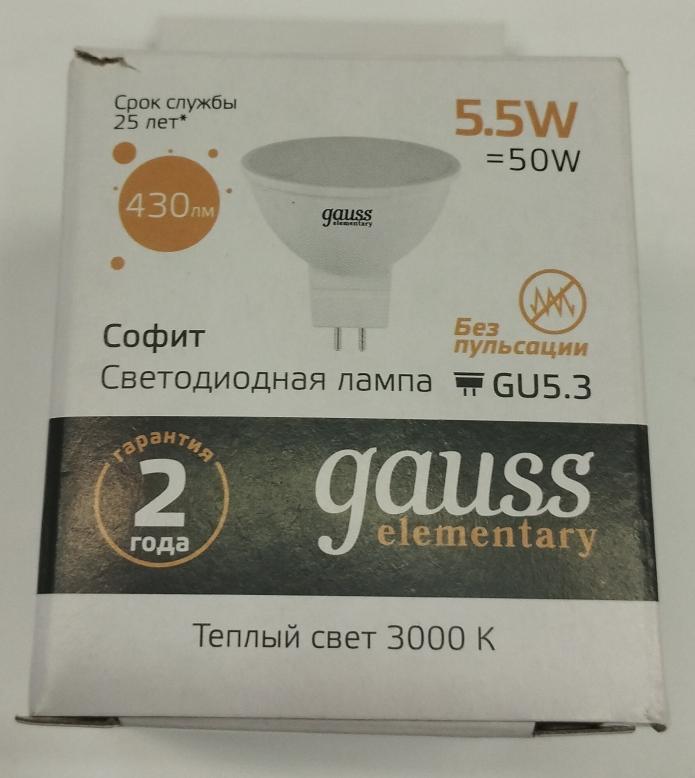 Срок службы
25 лет*
5.5W
=50W
430лм
gauss
elementary
Софит
Без
пульсации
Светодиодная лампа
GU5.3
гарантия
2
года
gauss
elementary
Теплый свет 3000 К